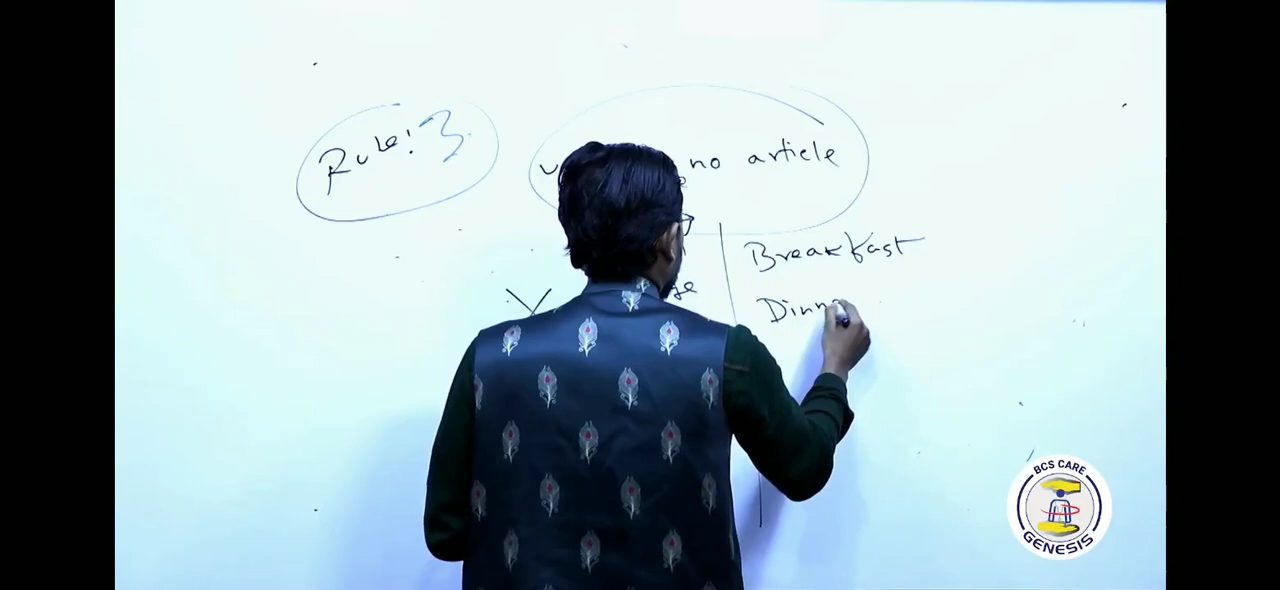 Rule! 3
no article
Breakfast
Dinn
BCS CARE
GENESIS